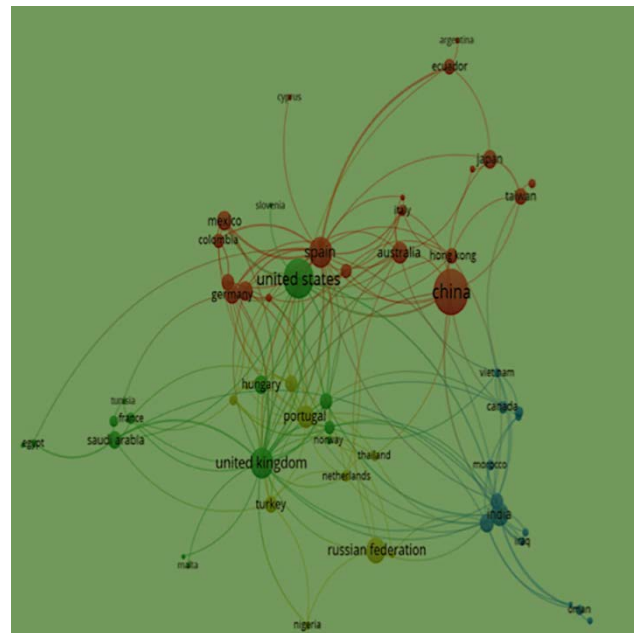 argentina
ecuador
cyprus
japan
taiwan
slovenia
italy
mexico
colombia
spain
australia
hong kong
united states
germany
china
vietnam
hungary
tunisia
france
portugal
canada
norway
egypt
saudi arabia
thailand
united kingdom
netherlands
morocco
turkey
india
iraq
russian federation
malta
oman
nigeria